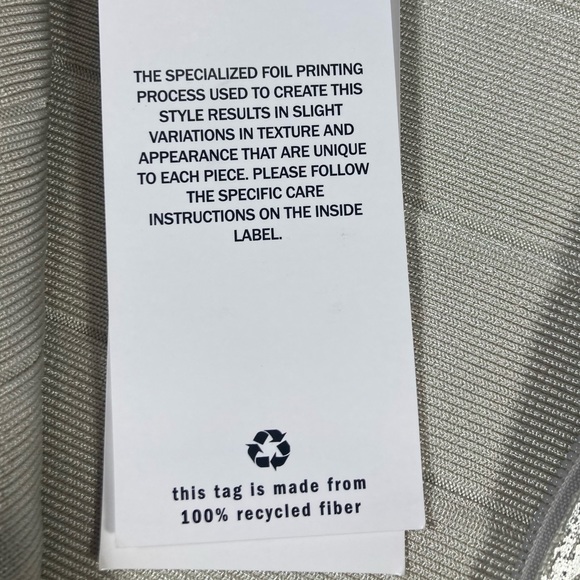 THE SPECIALIZED FOIL PRINTING
PROCESS USED TO CREATE THIS
STYLE RESULTS IN SLIGHT
VARIATIONS IN TEXTURE AND
APPEARANCE THAT ARE UNIQUE
TO EACH PIECE. PLEASE FOLLOW
THE SPECIFIC CARE
INSTRUCTIONS ON THE INSIDE
LABEL.
this tag is made from
100% recycled fiber